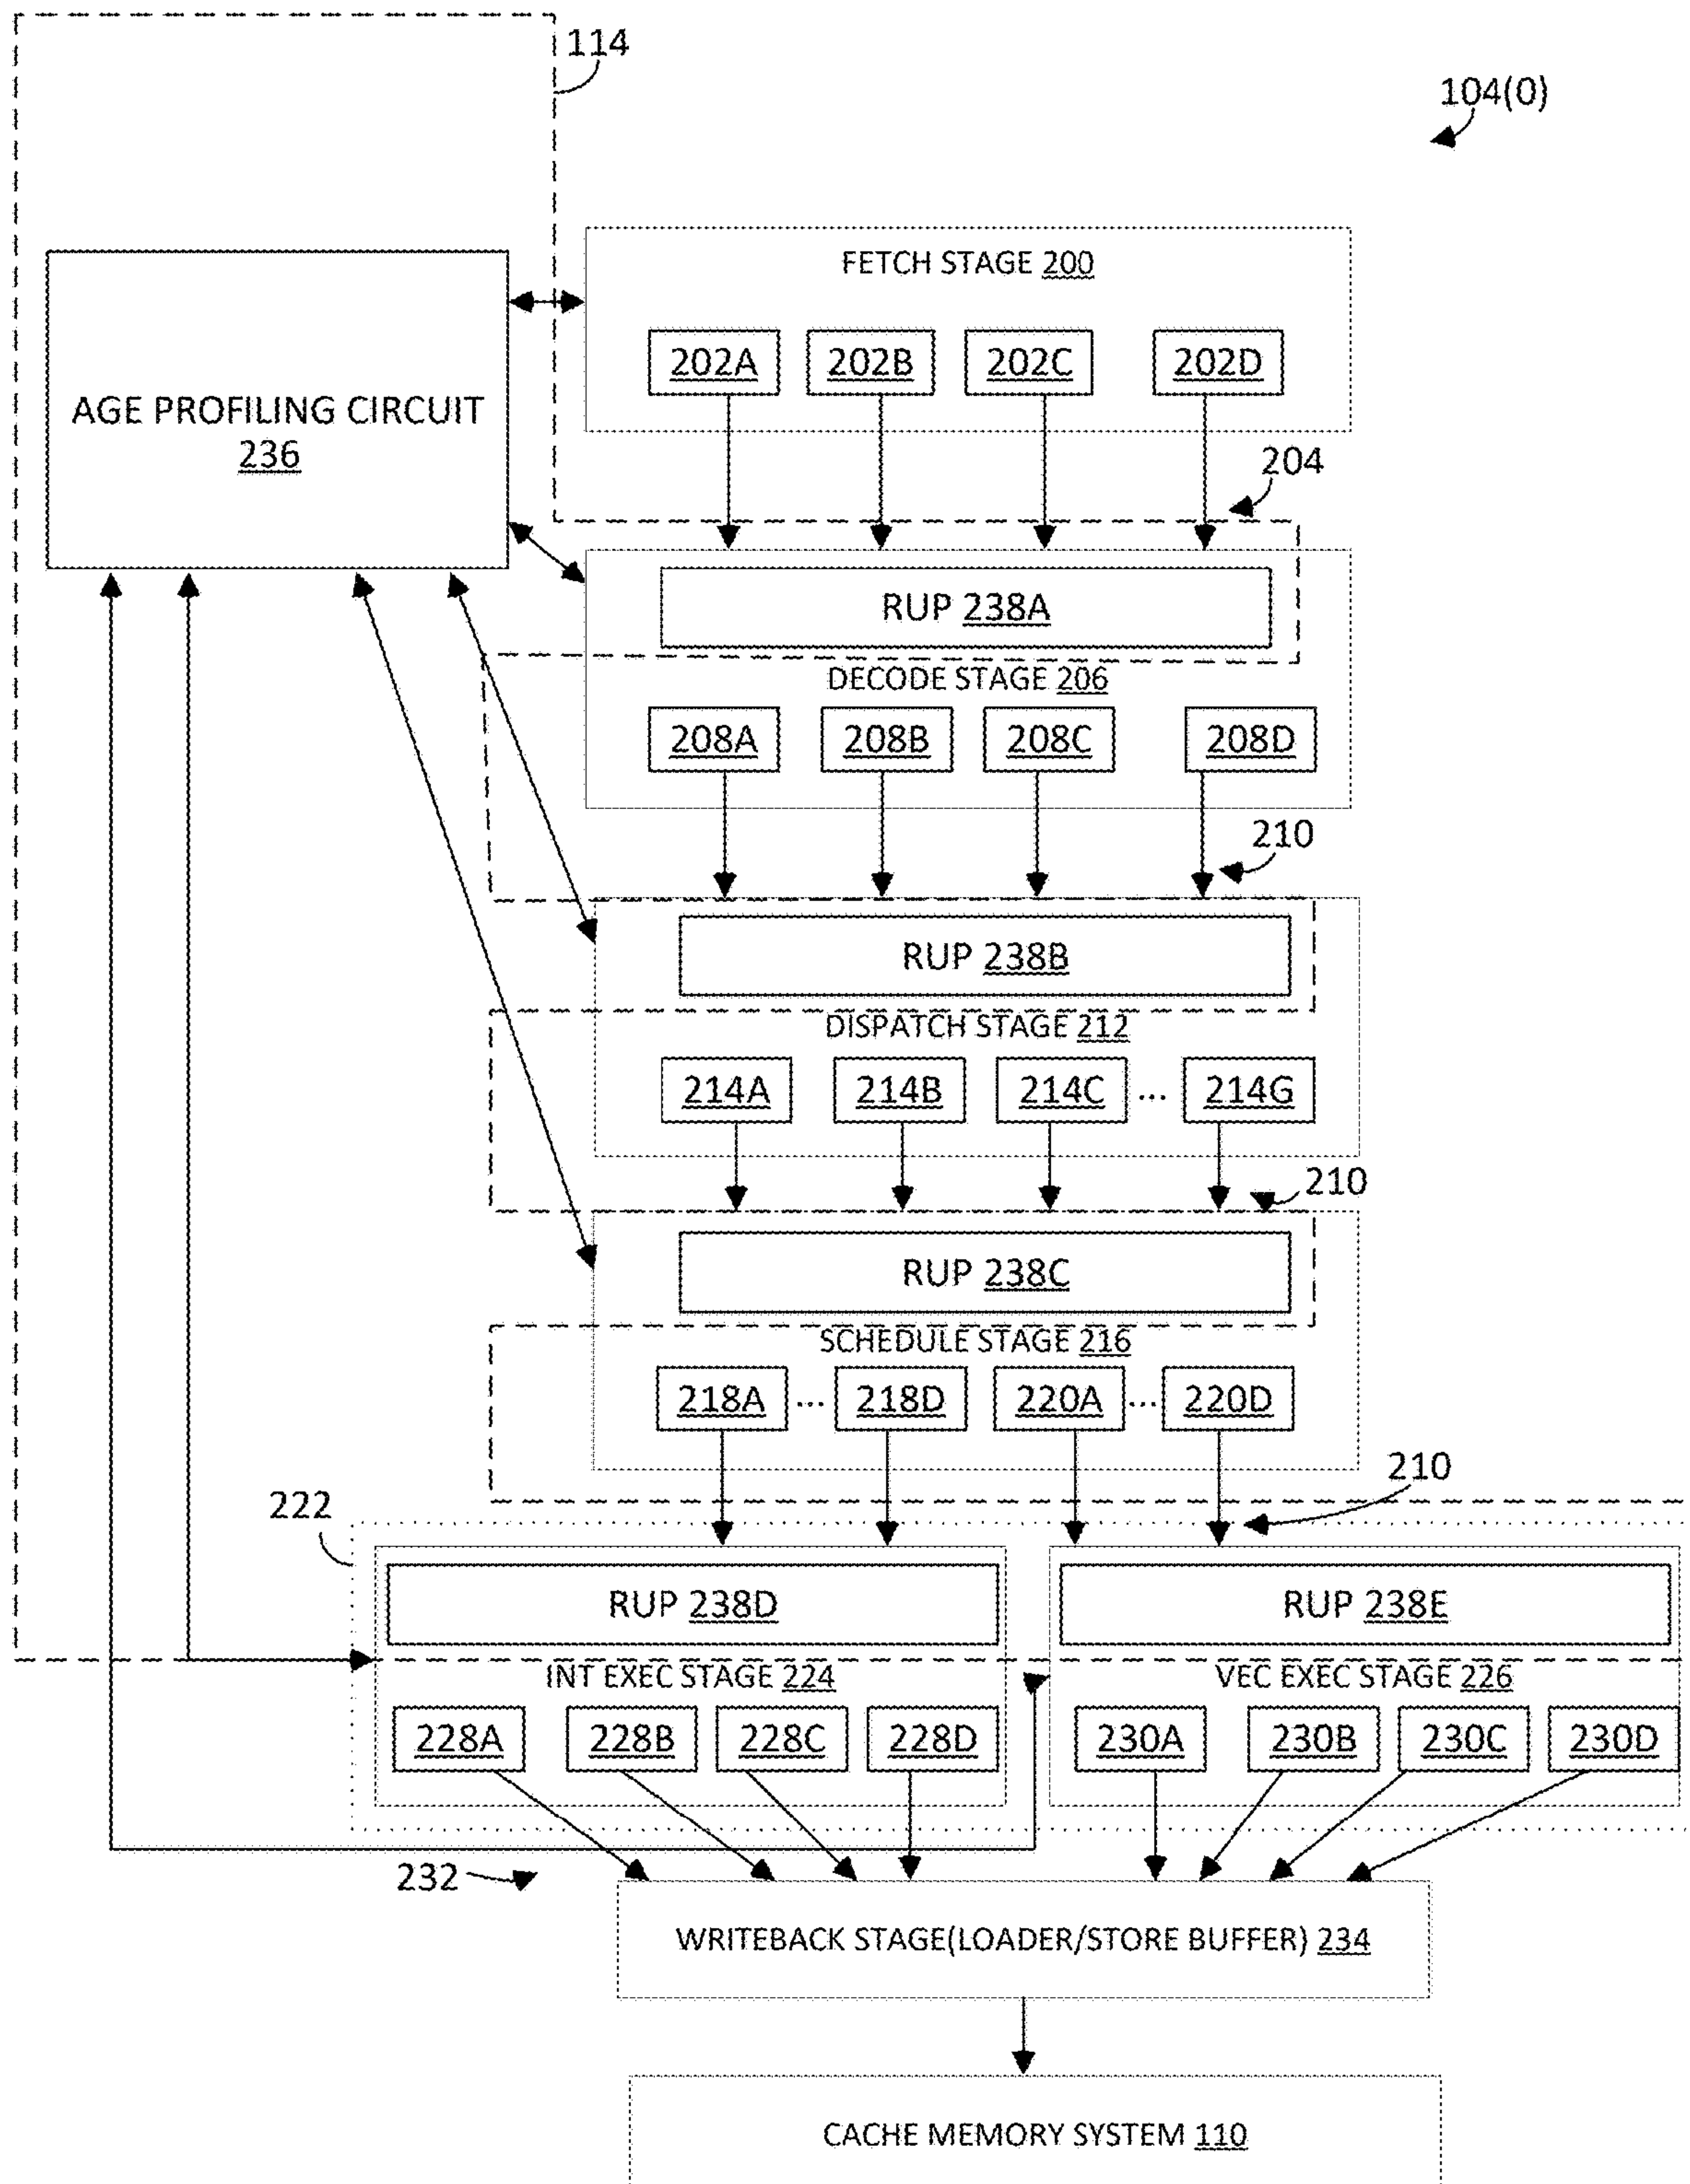 114
104(0)
FETCH STAGE 200
202A 202B 202C 202D
AGE PROFILING CIRCUIT
236
204
RUP 238A
DECODE STAGE 206
208A 208B 208C 208D
210
RUP 238B
DISPATCH STAGE 212
214A 214B 214C ... 214G
210
RUP 238C
SCHEDULE STAGE 216
218A ... 218D 220A ... 220D
210
222
RUP 238D RUP 238E
INT EXEC STAGE 224 VEC EXEC STAGE 226
228A 228B 228C 228D 230A 230B 230C 230D
232
WRITEBACK STAGE(LOADER/STORE BUFFER) 234
CACHE MEMORY SYSTEM 110